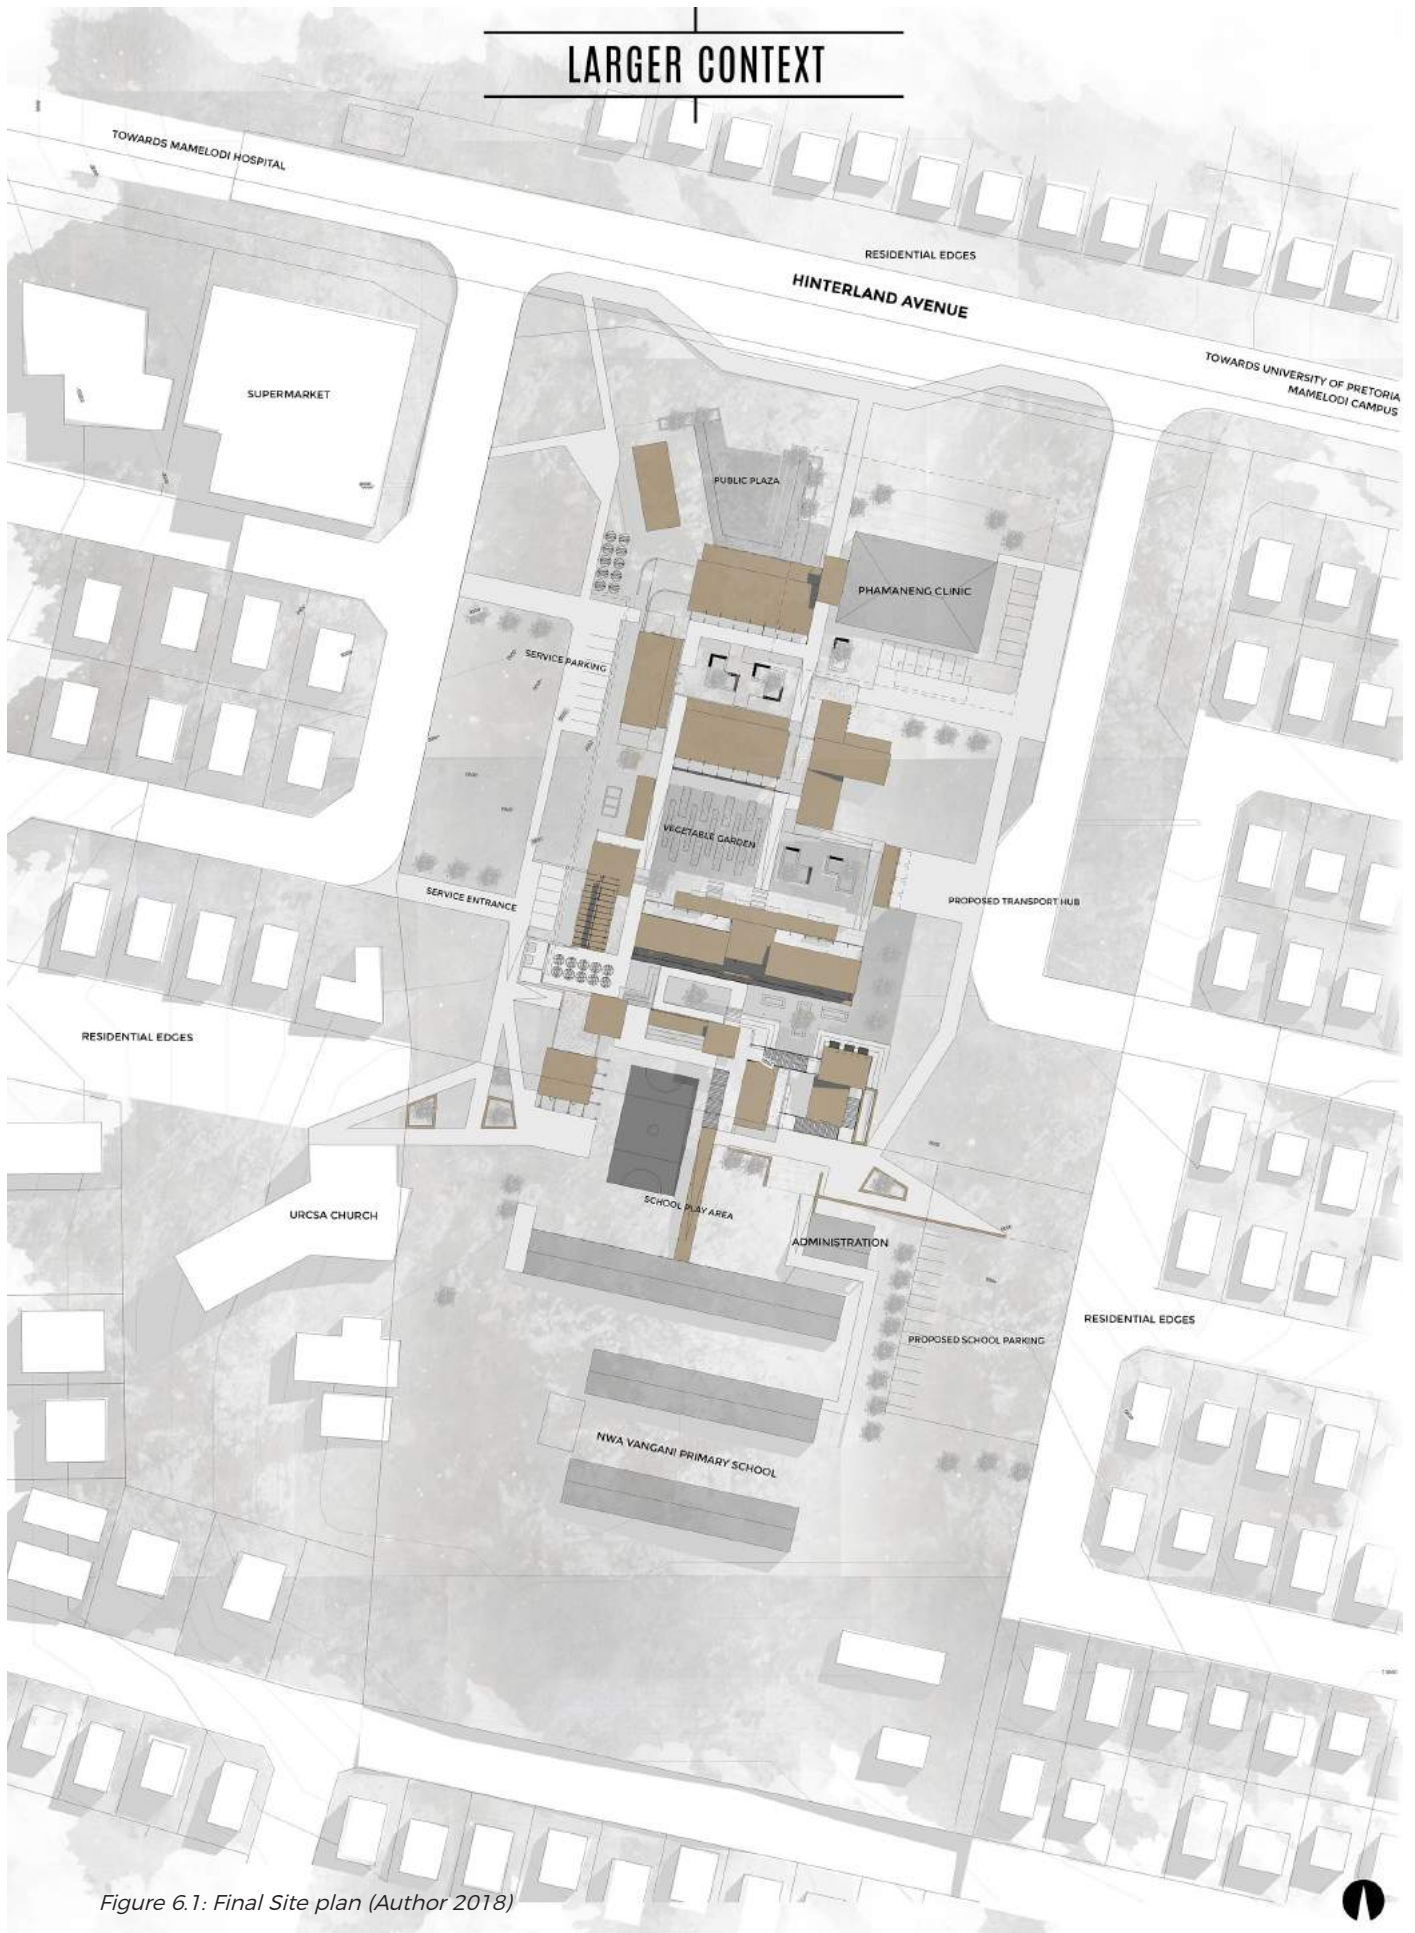 LARGER CONTEXT
TOWARDS MAMELODI HOSPITAL
RESIDENTIAL EDGES
HINTERLAND AVENUE
TOWARDS UNIVERSITY OF PRETORIA
MAMELODI CAMPUS
SUPERMARKET
PUBLIC PLAZA
PHAMANENG CLINIC
SERVICE PARKING
VEGETABLE GARDEN
SERVICE ENTRANCE
PROPOSED TRANSPORT HUB
RESIDENTIAL EDGES
URCSA CHURCH
SCHOOL PLAY AREA
ADMINISTRATION
RESIDENTIAL EDGES
PROPOSED SCHOOL PARKING
NWA VANGANI PRIMARY SCHOOL
Figure 6.1: Final Site plan (Author 2018)